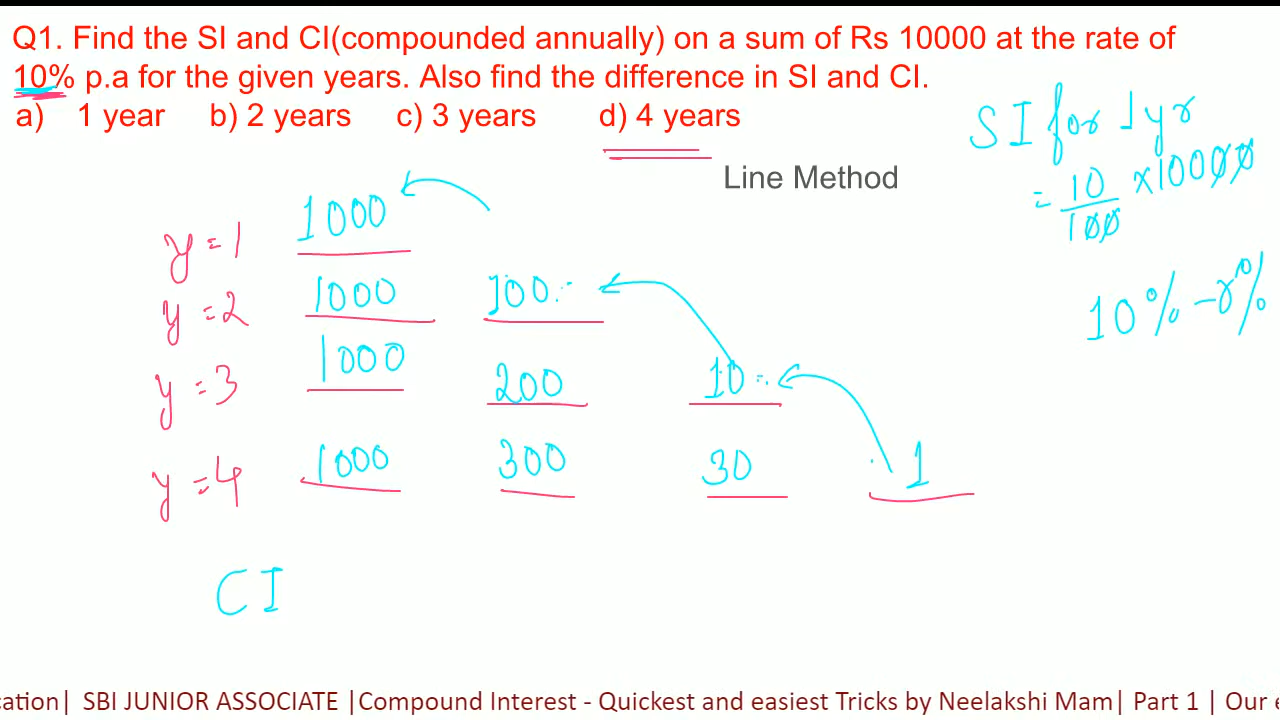 Q1. Find the SI and CI(compounded annually) on a sum of Rs 10000 at the rate of
10% p.a for the given years. Also find the difference in SI and CI.
a) 1 year b) 2 years c) 3 years d) 4 years
SI for 1yr
= 10/100 × 10000
Line Method
10% - r%
y = 1 1000
y = 2 1000 100
y = 3 1000 200 10
y = 4 1000 300 30 1
CI
cation| SBI JUNIOR ASSOCIATE |Compound Interest - Quickest and easiest Tricks by Neelakshi Mam| Part 1 | Our e